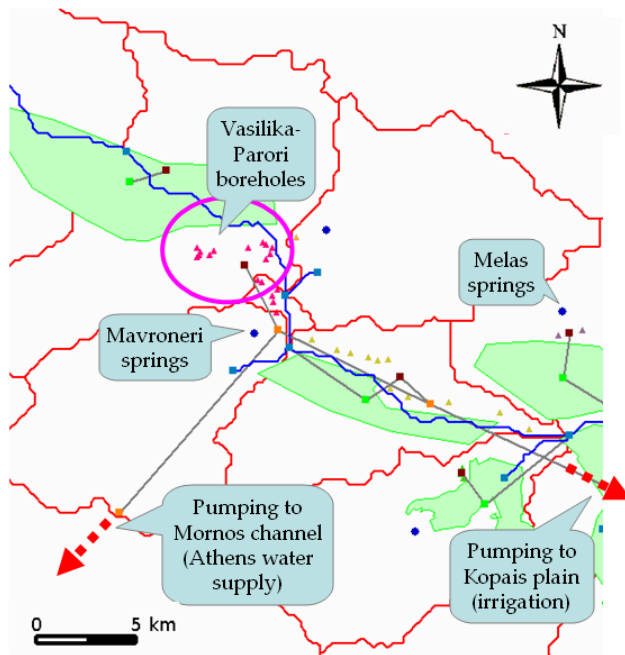 N
Vasilika-
Parori
boreholes
Melas
springs
Mavroneri
springs
Pumping to
Mornos channel
(Athens water
supply)
Pumping to
Kopais plain
(irrigation)
0 5 km